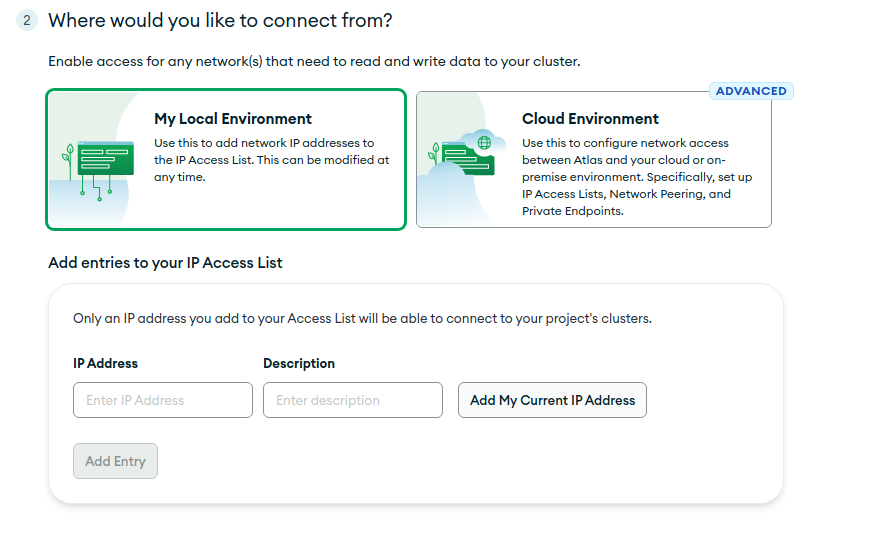 2 Where would you like to connect from?
Enable access for any network(s) that need to read and write data to your cluster.
My Local Environment
Use this to add network IP addresses to
the IP Access List. This can be modified at
any time.
ADVANCED
Cloud Environment
Use this to configure network access
between Atlas and your cloud or on-
premise environment. Specifically, set up
IP Access Lists, Network Peering, and
Private Endpoints.
Add entries to your IP Access List
Only an IP address you add to your Access List will be able to connect to your project's clusters.
IP Address Description
Enter IP Address Enter description Add My Current IP Address
Add Entry